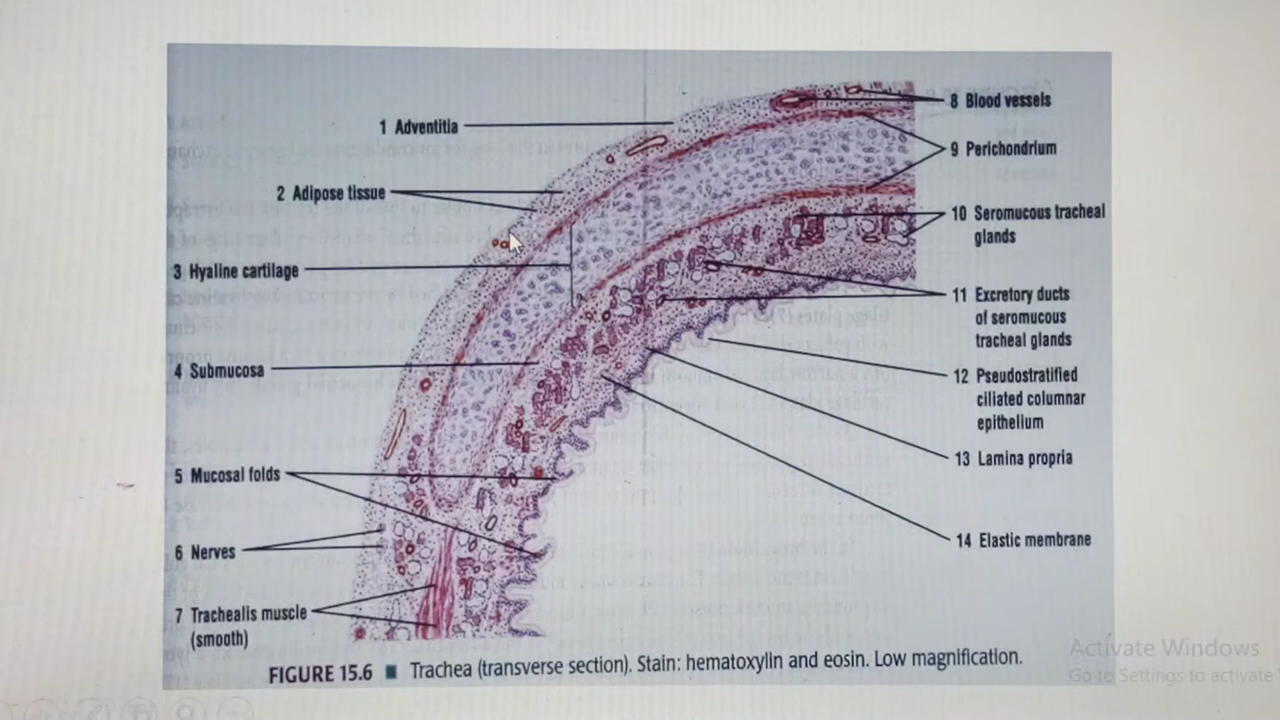 1 Adventitia
2 Adipose tissue
3 Hyaline cartilage
4 Submucosa
5 Mucosal folds
6 Nerves
7 Trachealis muscle
(smooth)
8 Blood vessels
9 Perichondrium
10 Seromucous tracheal
glands
11 Excretory ducts
of seromucous
tracheal glands
12 Pseudostratified
ciliated columnar
epithelium
13 Lamina propria
14 Elastic membrane
FIGURE 15.6 ■ Trachea (transverse section). Stain: hematoxylin and eosin. Low magnification.
Activate Windows
Go to Settings to activate